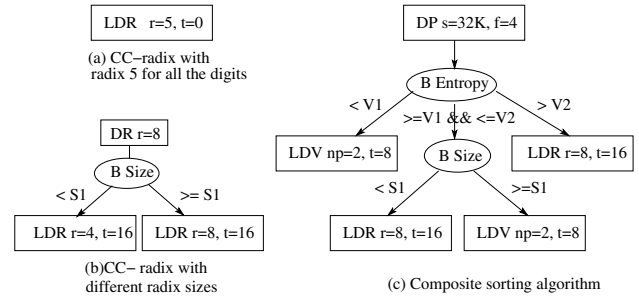 LDR r=5, t=0
(a) CC-radix with
radix 5 for all the digits
DR r=8
B Size
< S1
>= S1
LDR r=4, t=16
LDR r=8, t=16
(b)CC- radix with
different radix sizes
DP s=32K, f=4
B Entropy
< V1
>=V1 && <=V2
> V2
LDV np=2, t=8
B Size
LDR r=8, t=16
< S1
>=S1
LDR r=8, t=16
LDV np=2, t=8
(c) Composite sorting algorithm